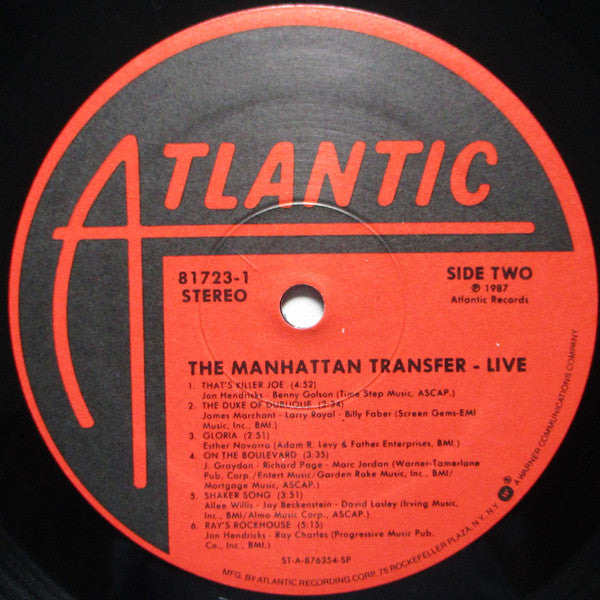 ATLANTIC
81723-1
STEREO
SIDE TWO
℗ 1987
Atlantic Records
THE MANHATTAN TRANSFER - LIVE
1. THAT'S KILLER JOE (4:52)
Jon Hendricks - Benny Golson (Time Step Music, ASCAP.)
2. THE DUKE OF DUBUQUE (2:34)
James Marchant - Larry Royal - Billy Faber (Screen Gems-EMI
Music, Inc., BMI.)
3. GLORIA (2:51)
Esther Navarro (Adam R. Levy & Father Enterprises, BMI.)
4. ON THE BOULEVARD (3:35)
J. Graydon - Richard Page - Marc Jordan (Warner-Tamerlane
Pub. Corp./Entert Music/Garden Rake Music, Inc., BMI/
Mortgage Music, ASCAP.)
5. SHAKER SONG (3:51)
Allee Willis - Jay Beckenstein - David Lasley (Irving Music,
Inc., BMI/Almo Music Corp., ASCAP.)
6. RAY'S ROCKHOUSE (5:15)
Jon Hendricks - Ray Charles (Progressive Music Pub.
Co., Inc., BMI.)
ST-A-876354-SP
MFG. BY ATLANTIC RECORDING CORP. 75 ROCKEFELLER PLAZA, N.Y., N.Y. W ® A WARNER COMMUNICATIONS COMPANY